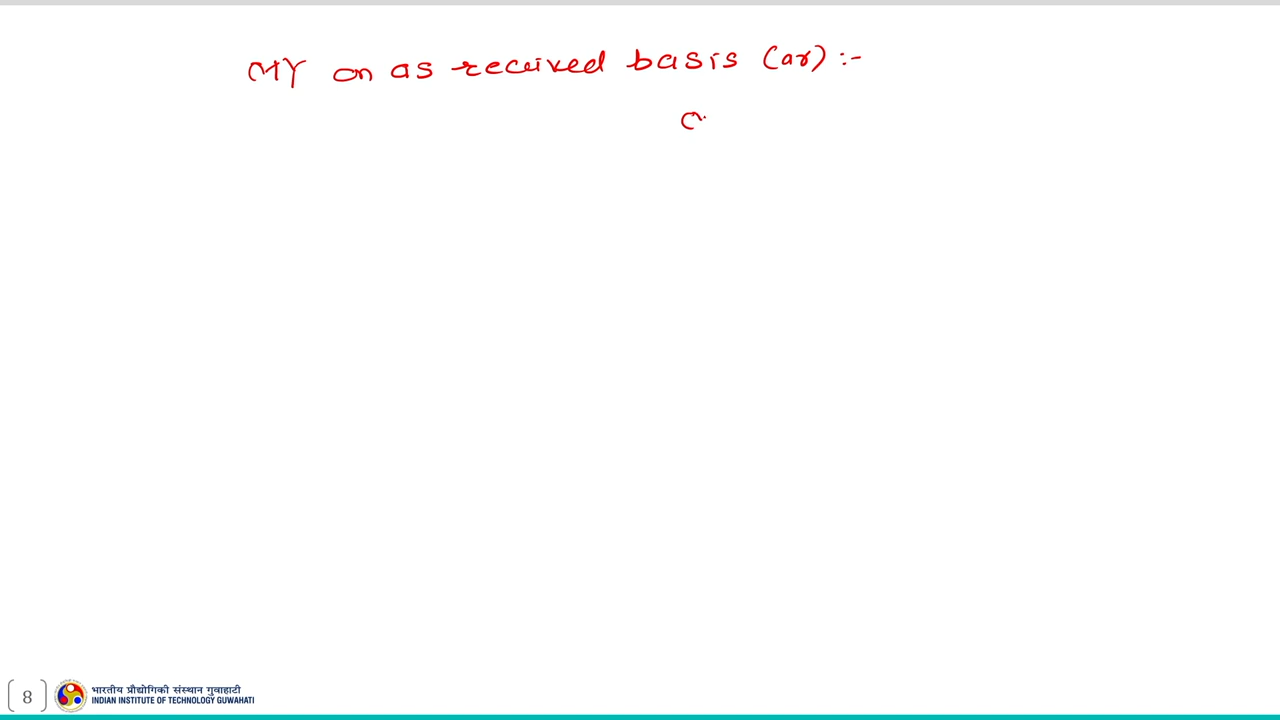 MY on as received basis (ar) :-
8
भारतीय प्रौद्योगिकी संस्थान गुवाहाटी
INDIAN INSTITUTE OF TECHNOLOGY GUWAHATI